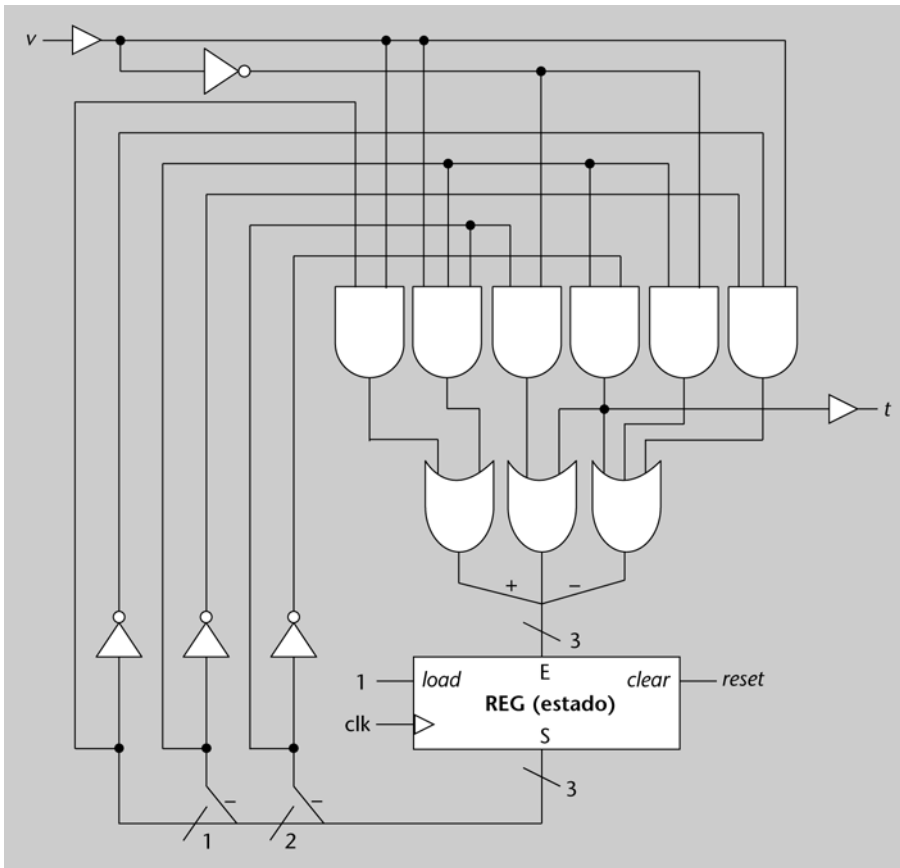 v
t
+ −
3
E
1 load clear reset
REG (estado)
clk
S
3
− −
1 2